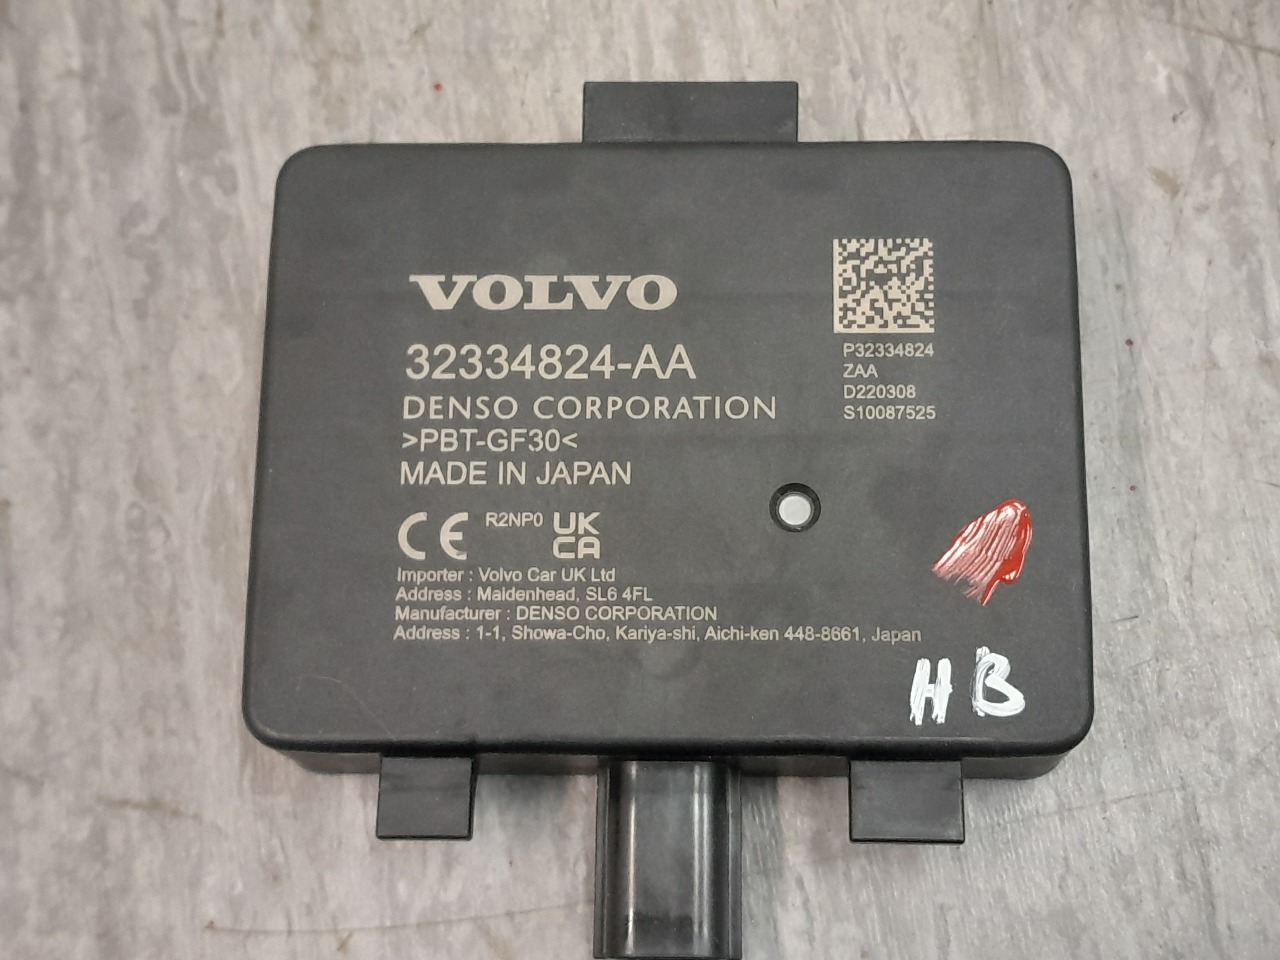 VOLVO
32334824-AA
DENSO CORPORATION
>PBT-GF30<
MADE IN JAPAN
P32334824
ZAA
D220308
S10087525
CE R2NP0 UK
CA
Importer : Volvo Car UK Ltd
Address : Maidenhead, SL6 4FL
Manufacturer : DENSO CORPORATION
Address : 1-1, Showa-Cho, Kariya-shi, Aichi-ken 448-8661, Japan
HB